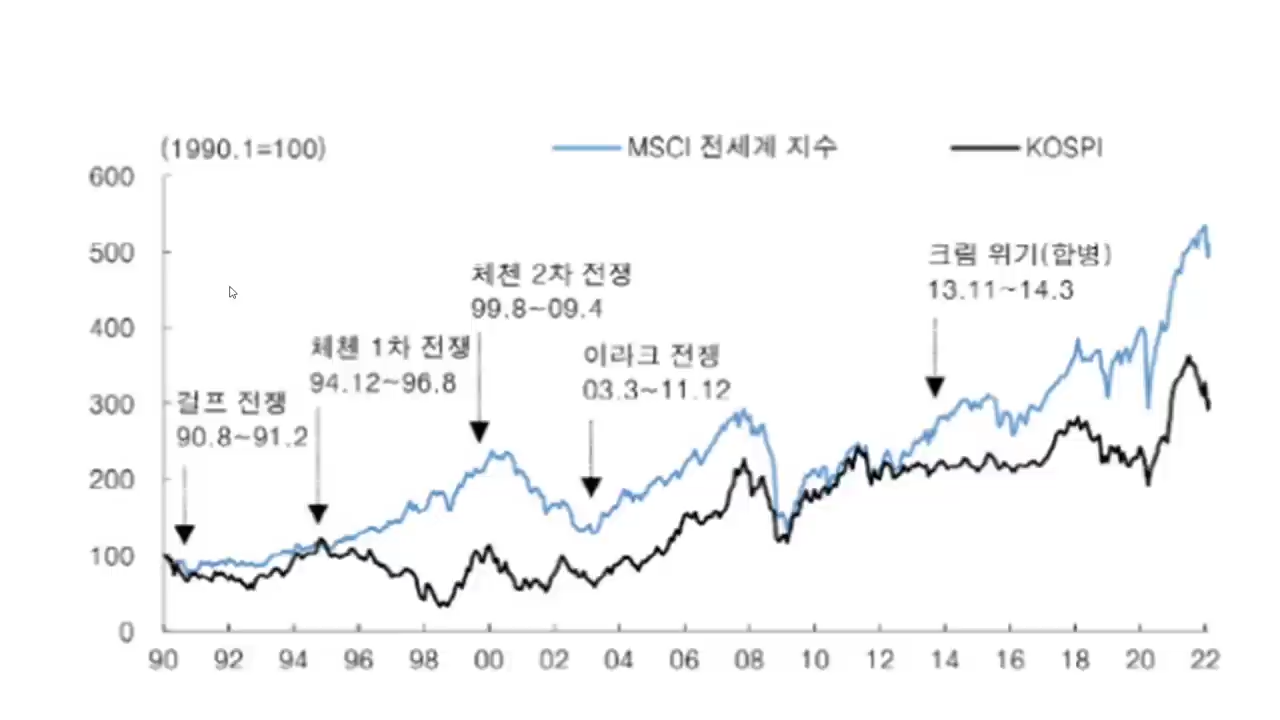 (1990.1=100)
MSCI 전세계 지수
KOSPI
600
500
400
300
200
100
0
걸프 전쟁
90.8~91.2
체첸 1차 전쟁
94.12~96.8
체첸 2차 전쟁
99.8~09.4
이라크 전쟁
03.3~11.12
크림 위기(합병)
13.11~14.3
90 92 94 96 98 00 02 04 06 08 10 12 14 16 18 20 22